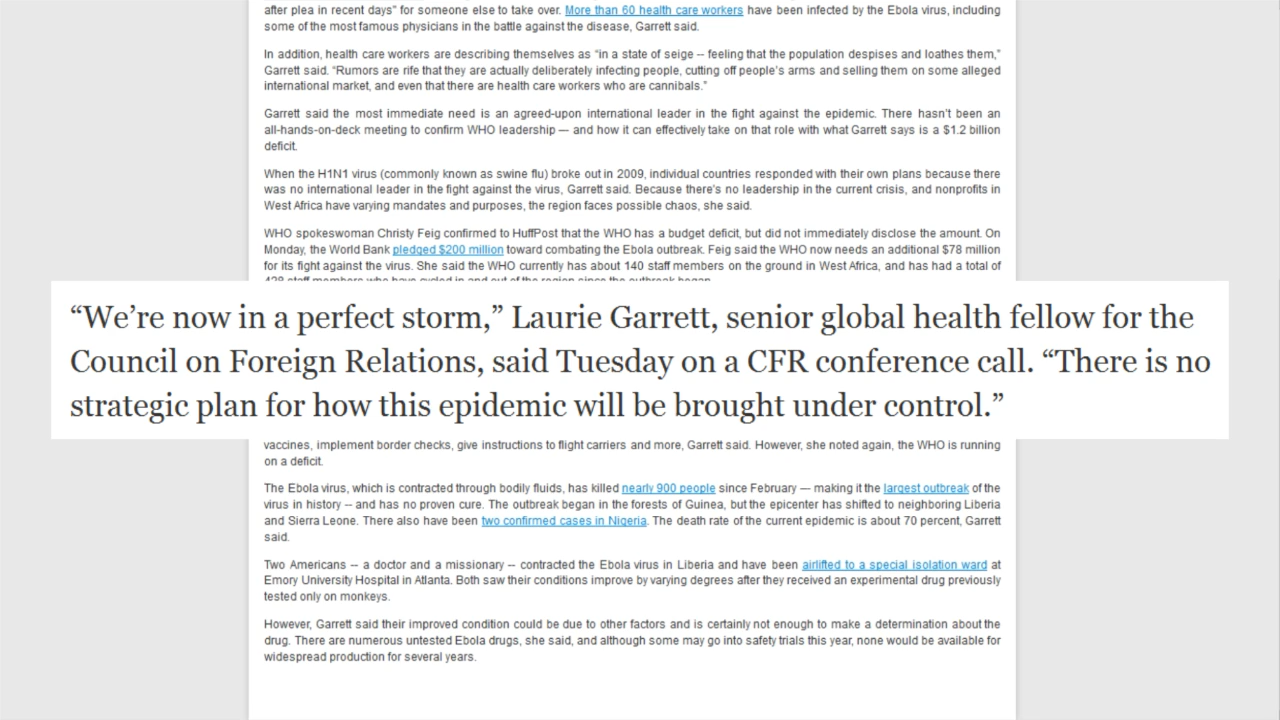 after plea in recent days" for someone else to take over. More than 60 health care workers have been infected by the Ebola virus, including
some of the most famous physicians in the battle against the disease, Garrett said.
In addition, health care workers are describing themselves as “in a state of seige -- feeling that the population despises and loathes them,”
Garrett said. “Rumors are rife that they are actually deliberately infecting people, cutting off people’s arms and selling them on some alleged
international market, and even that there are health care workers who are cannibals.”
Garrett said the most immediate need is an agreed-upon international leader in the fight against the epidemic. There hasn’t been an
all-hands-on-deck meeting to confirm WHO leadership — and how it can effectively take on that role with what Garrett says is a $1.2 billion
deficit.
When the H1N1 virus (commonly known as swine flu) broke out in 2009, individual countries responded with their own plans because there
was no international leader in the fight against the virus, Garrett said. Because there’s no leadership in the current crisis, and nonprofits in
West Africa have varying mandates and purposes, the region faces possible chaos, she said.
WHO spokeswoman Christy Feig confirmed to HuffPost that the WHO has a budget deficit, but did not immediately disclose the amount. On
Monday, the World Bank pledged $200 million toward combating the Ebola outbreak. Feig said the WHO now needs an additional $78 million
for its fight against the virus. She said the WHO currently has about 140 staff members on the ground in West Africa, and has had a total of
staff members who have cycled in and out of the region since the outbreak began.
“We’re now in a perfect storm,” Laurie Garrett, senior global health fellow for the
Council on Foreign Relations, said Tuesday on a CFR conference call. “There is no
strategic plan for how this epidemic will be brought under control.”
vaccines, implement border checks, give instructions to flight carriers and more, Garrett said. However, she noted again, the WHO is running
on a deficit.
The Ebola virus, which is contracted through bodily fluids, has killed nearly 900 people since February –- making it the largest outbreak of the
virus in history -- and has no proven cure. The outbreak began in the forests of Guinea, but the epicenter has shifted to neighboring Liberia
and Sierra Leone. There also have been two confirmed cases in Nigeria. The death rate of the current epidemic is about 70 percent, Garrett
said.
Two Americans -- a doctor and a missionary -- contracted the Ebola virus in Liberia and have been airlifted to a special isolation ward at
Emory University Hospital in Atlanta. Both saw their conditions improve by varying degrees after they received an experimental drug previously
tested only on monkeys.
However, Garrett said their improved condition could be due to other factors and is certainly not enough to make a determination about the
drug. There are numerous untested Ebola drugs, she said, and although some may go into safety trials this year, none would be available for
widespread production for several years.